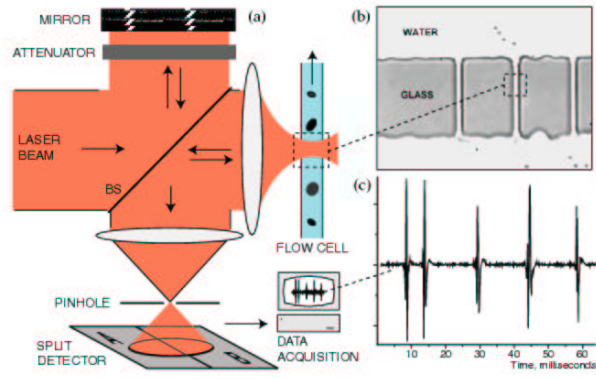 MIRROR
(a)
ATTENUATOR
LASER
BEAM
BS
FLOW CELL
PINHOLE
SPLIT
DETECTOR
A
B
DATA
ACQUISITION
(b)
WATER
GLASS
(c)
0
10
20
30
40
50
60
Time, milliseconds